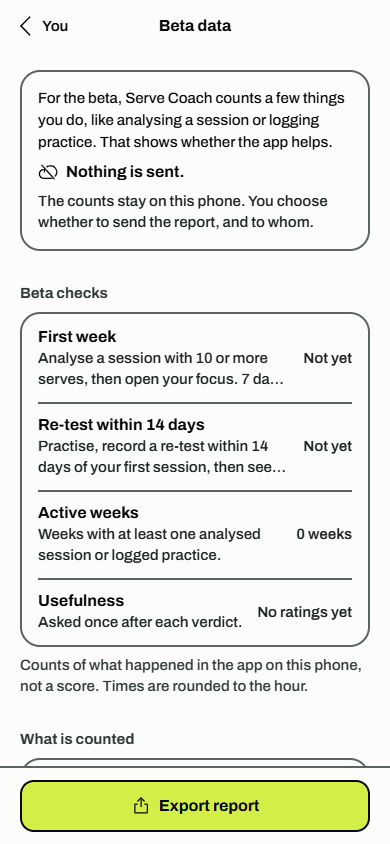 You
Beta data
For the beta, Serve Coach counts a few things
you do, like analysing a session or logging
practice. That shows whether the app helps.
Nothing is sent.
The counts stay on this phone. You choose
whether to send the report, and to whom.
Beta checks
First week
Analyse a session with 10 or more
serves, then open your focus. 7 da…
Not yet
Re-test within 14 days
Practise, record a re-test within 14
days of your first session, then see…
Not yet
Active weeks
Weeks with at least one analysed
session or logged practice.
0 weeks
Usefulness
Asked once after each verdict.
No ratings yet
Counts of what happened in the app on this phone,
not a score. Times are rounded to the hour.
What is counted
Export report